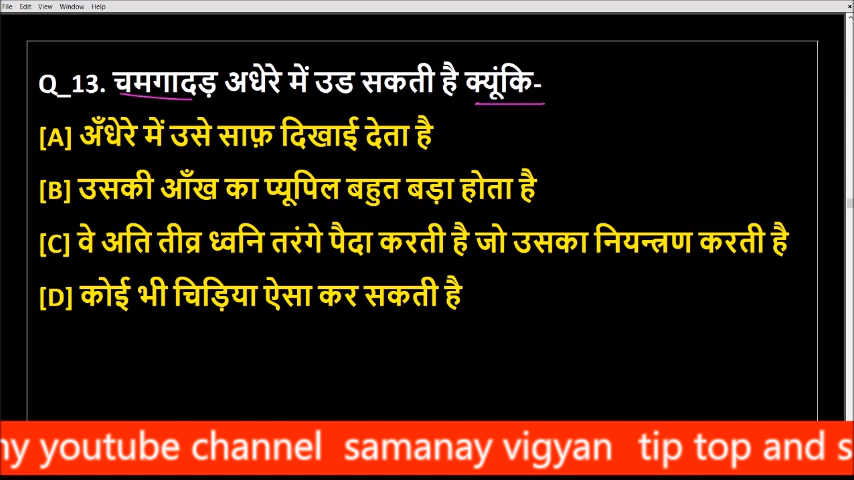 File Edit View Window Help
Q_13. चमगादड़ अधेरे में उड सकती है क्यूंकि-
[A] अँधेरे में उसे साफ़ दिखाई देता है
[B] उसकी आँख का प्यूपिल बहुत बड़ा होता है
[C] वे अति तीव्र ध्वनि तरंगे पैदा करती है जो उसका नियन्त्रण करती है
[D] कोई भी चिड़िया ऐसा कर सकती है
ny youtube channel samanay vigyan tip top and s